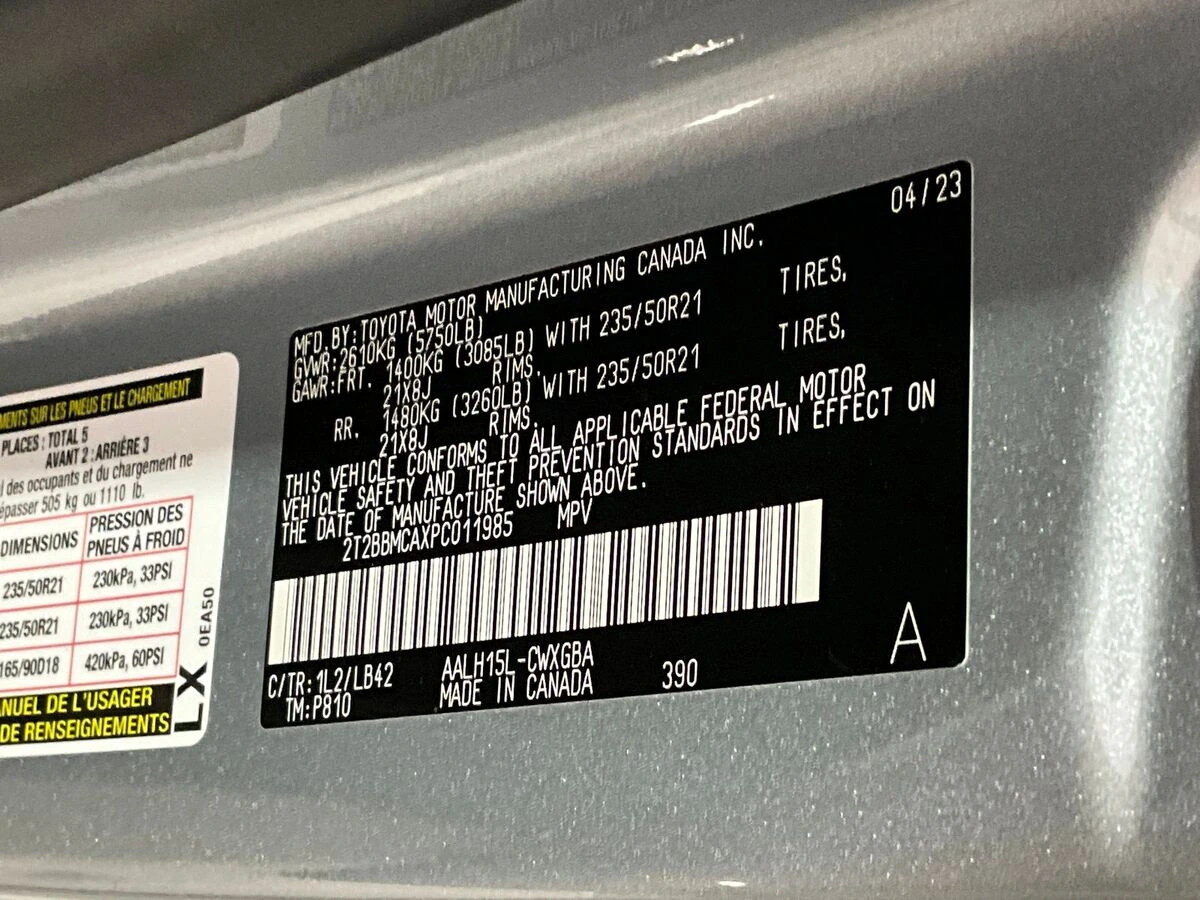 MENTS SUR LES PNEUS ET LE CHARGEMENT
PLACES : TOTAL 5
AVANT 2 : ARRIÈRE 3
al des occupants et du chargement ne
épasser 505 kg ou 1110 lb.
DIMENSIONS PRESSION DES PNEUS À FROID
235/50R21 230kPa, 33PSI
235/50R21 230kPa, 33PSI
165/90D18 420kPa, 60PSI
NUEL DE L'USAGER
DE RENSEIGNEMENTS
LX 0EA50
04/23
MFD.BY:TOYOTA MOTOR MANUFACTURING CANADA INC.
GVWR:2610KG (5750LB)
GAWR:FRT. 1400KG (3085LB) WITH 235/50R21 TIRES,
21X8J RIMS.
RR. 1480KG (3260LB) WITH 235/50R21 TIRES,
21X8J RIMS.
THIS VEHICLE CONFORMS TO ALL APPLICABLE FEDERAL MOTOR
VEHICLE SAFETY AND THEFT PREVENTION STANDARDS IN EFFECT ON
THE DATE OF MANUFACTURE SHOWN ABOVE.
2T2BBMCAXPC011985 MPV
C/TR:1L2/LB42 AALH15L-CWXGBA
TM:P810 MADE IN CANADA 390
A